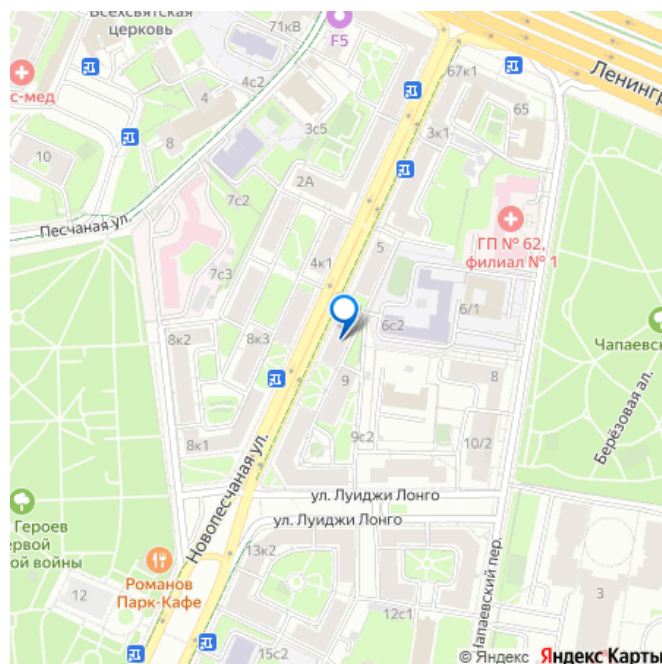 Всехсвятская
церковь
71кВ
F5
с-мед
4с2
4
67к1
Ленингр
65
8
3с5
3к1
10
2А
7с2
Песчаная ул.
5
ГП № 62,
филиал № 1
4к1
7с3
6с2
6/1
8к2
8к3
Чапаевск
9
8
Берёзовая ал.
8к1
9с2
10/2
Новопесчаная ул.
ул. Луиджи Лонго
ул. Луиджи Лонго
Героев
ервой
ой войны
13к2
Романов
Парк-Кафе
12
Чапаевский пер.
3
12с1
15с2
© Яндекс Яндекс Карты